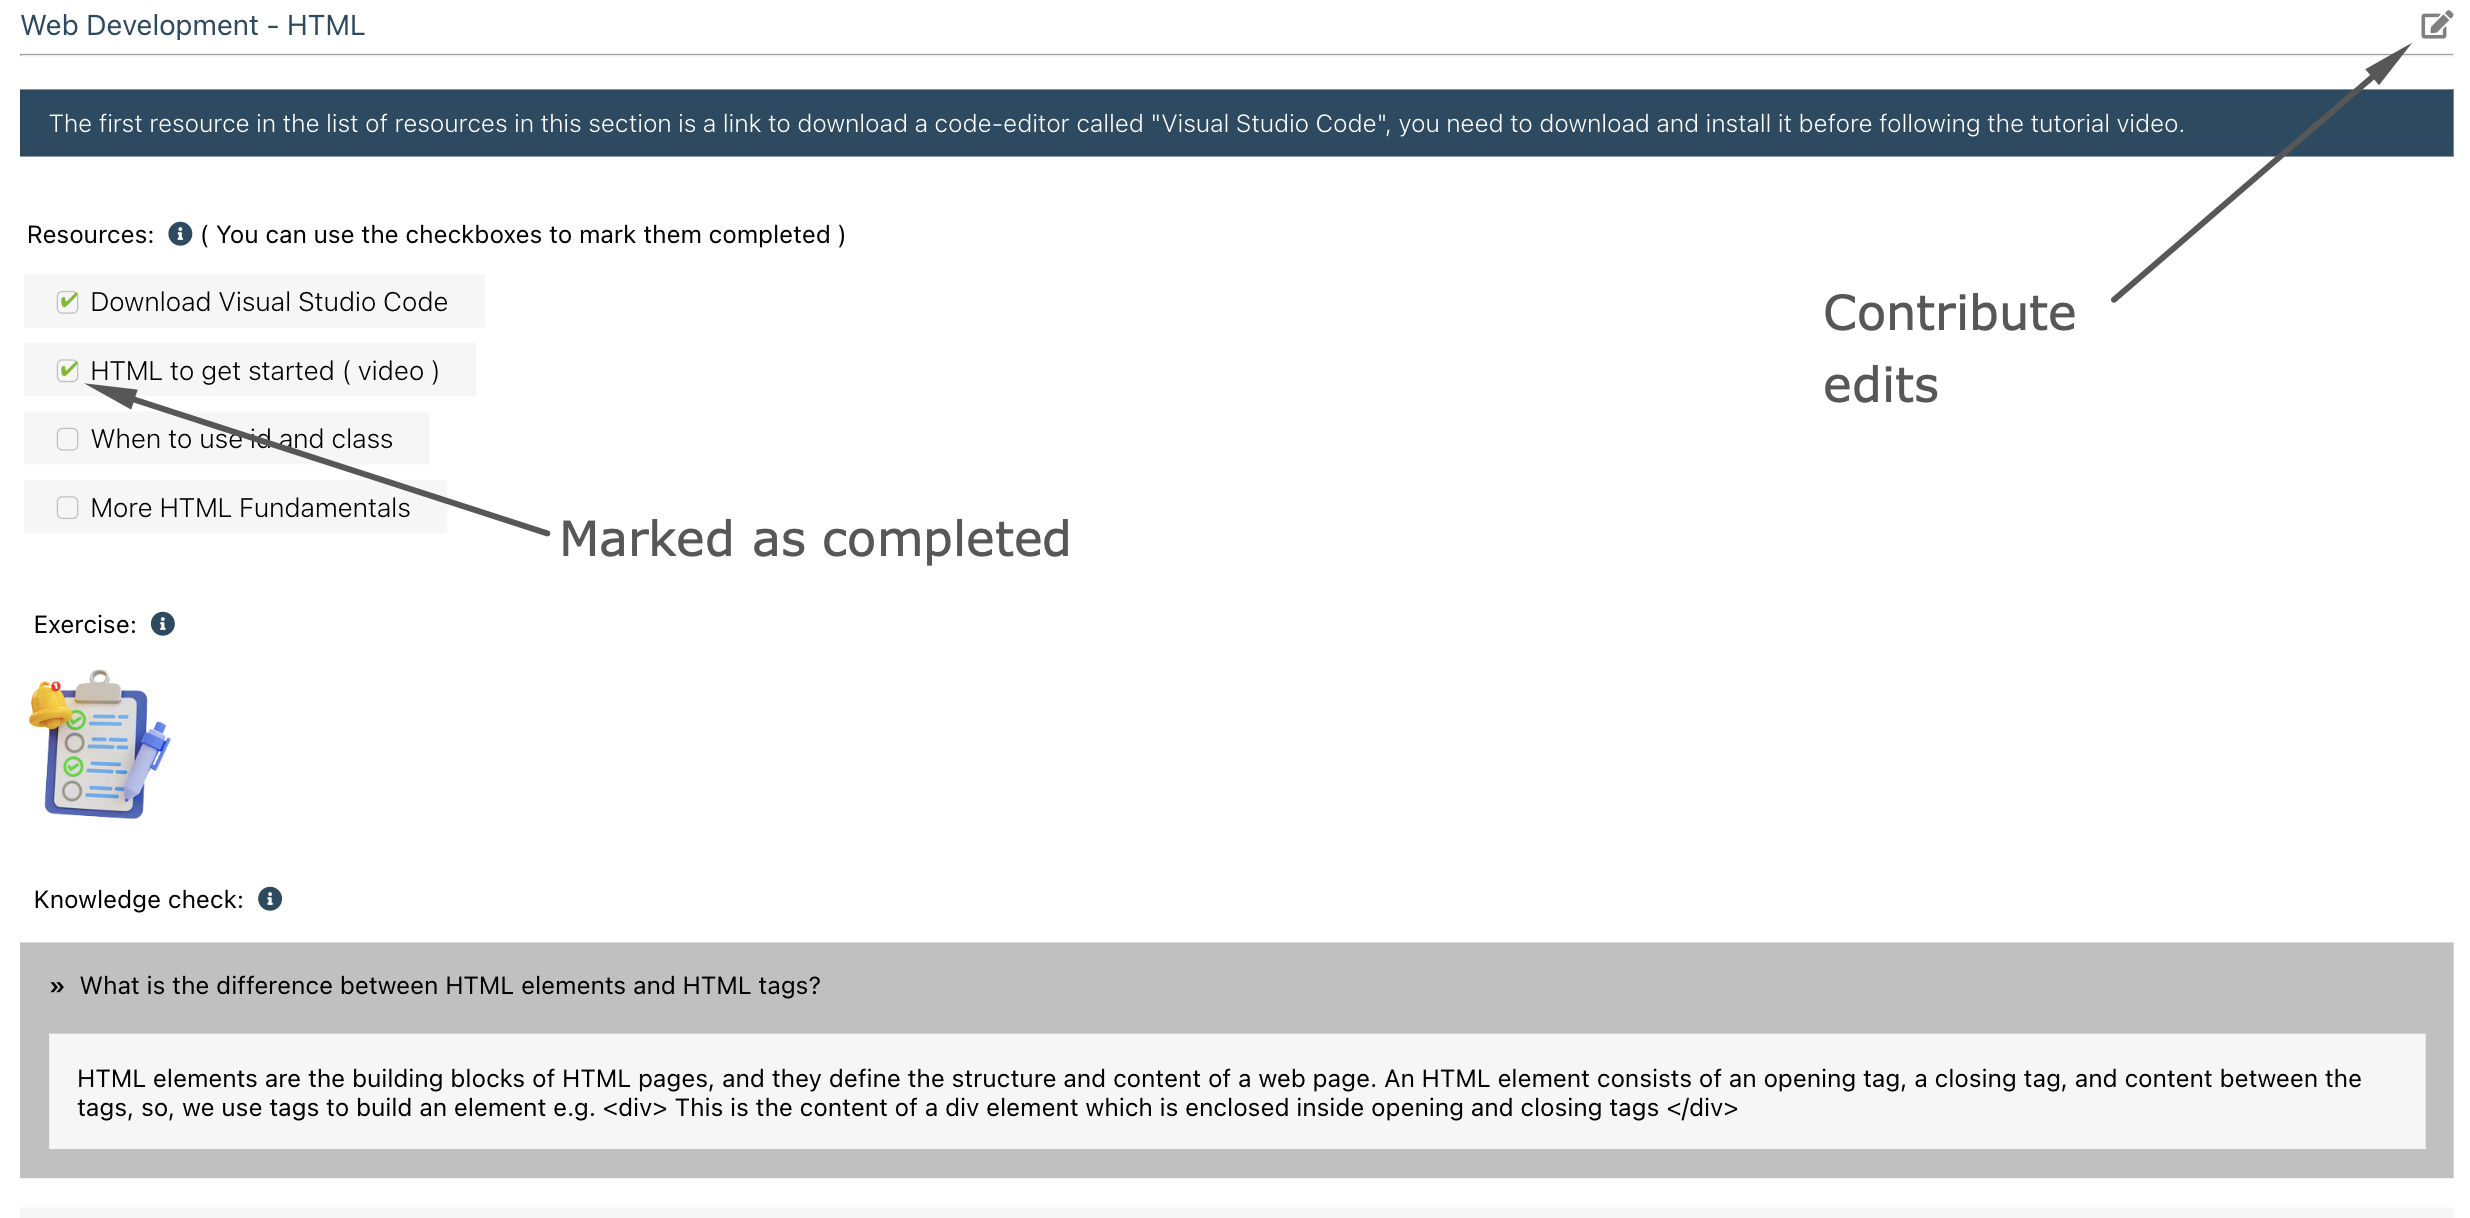 Web Development - HTML
The first resource in the list of resources in this section is a link to download a code-editor called "Visual Studio Code", you need to download and install it before following the tutorial video.
Resources: ( You can use the checkboxes to mark them completed )
Download Visual Studio Code
HTML to get started ( video )
When to use id and class
More HTML Fundamentals
Contribute
edits
Marked as completed
Exercise:
Knowledge check:
» What is the difference between HTML elements and HTML tags?
HTML elements are the building blocks of HTML pages, and they define the structure and content of a web page. An HTML element consists of an opening tag, a closing tag, and content between the
tags, so, we use tags to build an element e.g. <div> This is the content of a div element which is enclosed inside opening and closing tags </div>